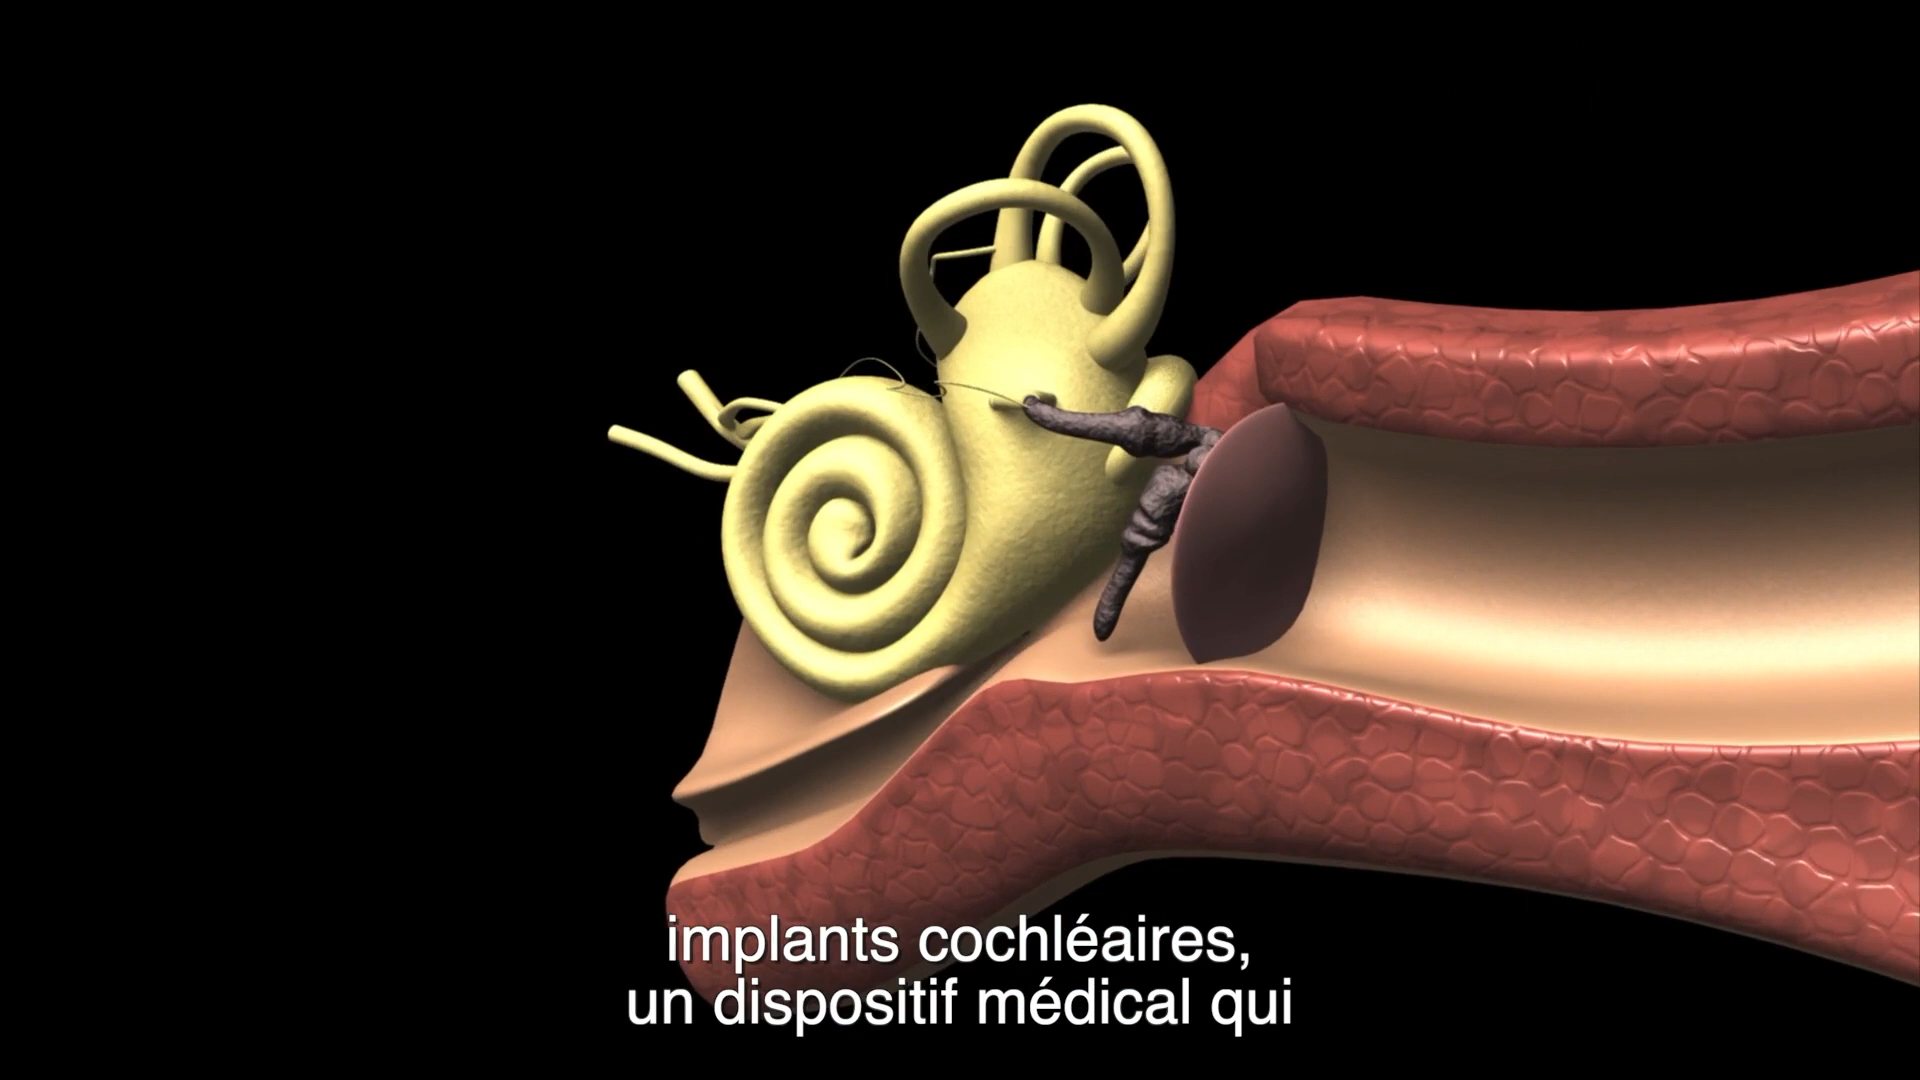 implants cochléaires,
un dispositif médical qui